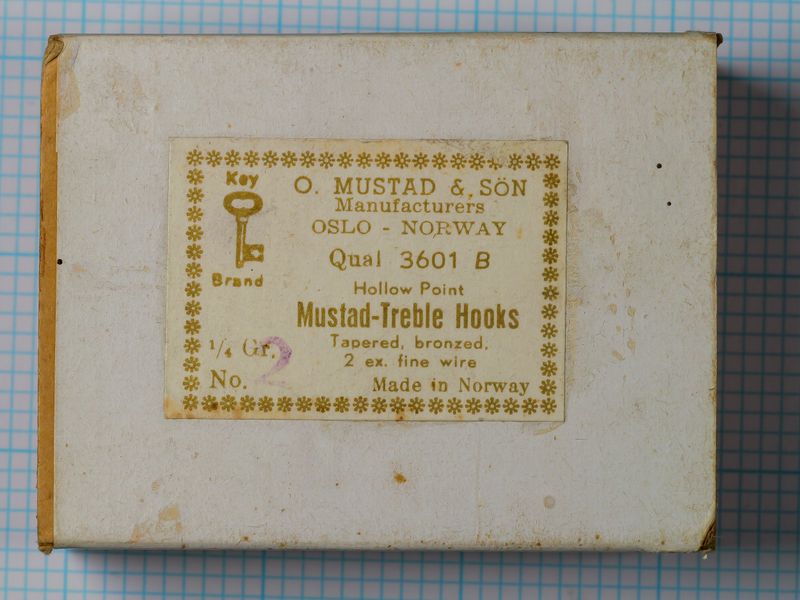 Key
Brand
O. MUSTAD & SÖN
Manufacturers
OSLO - NORWAY
Qual 3601 B
Hollow Point
Mustad-Treble Hooks
Tapered, bronzed,
2 ex. fine wire
1/4 Gr.
No. 2
Made in Norway